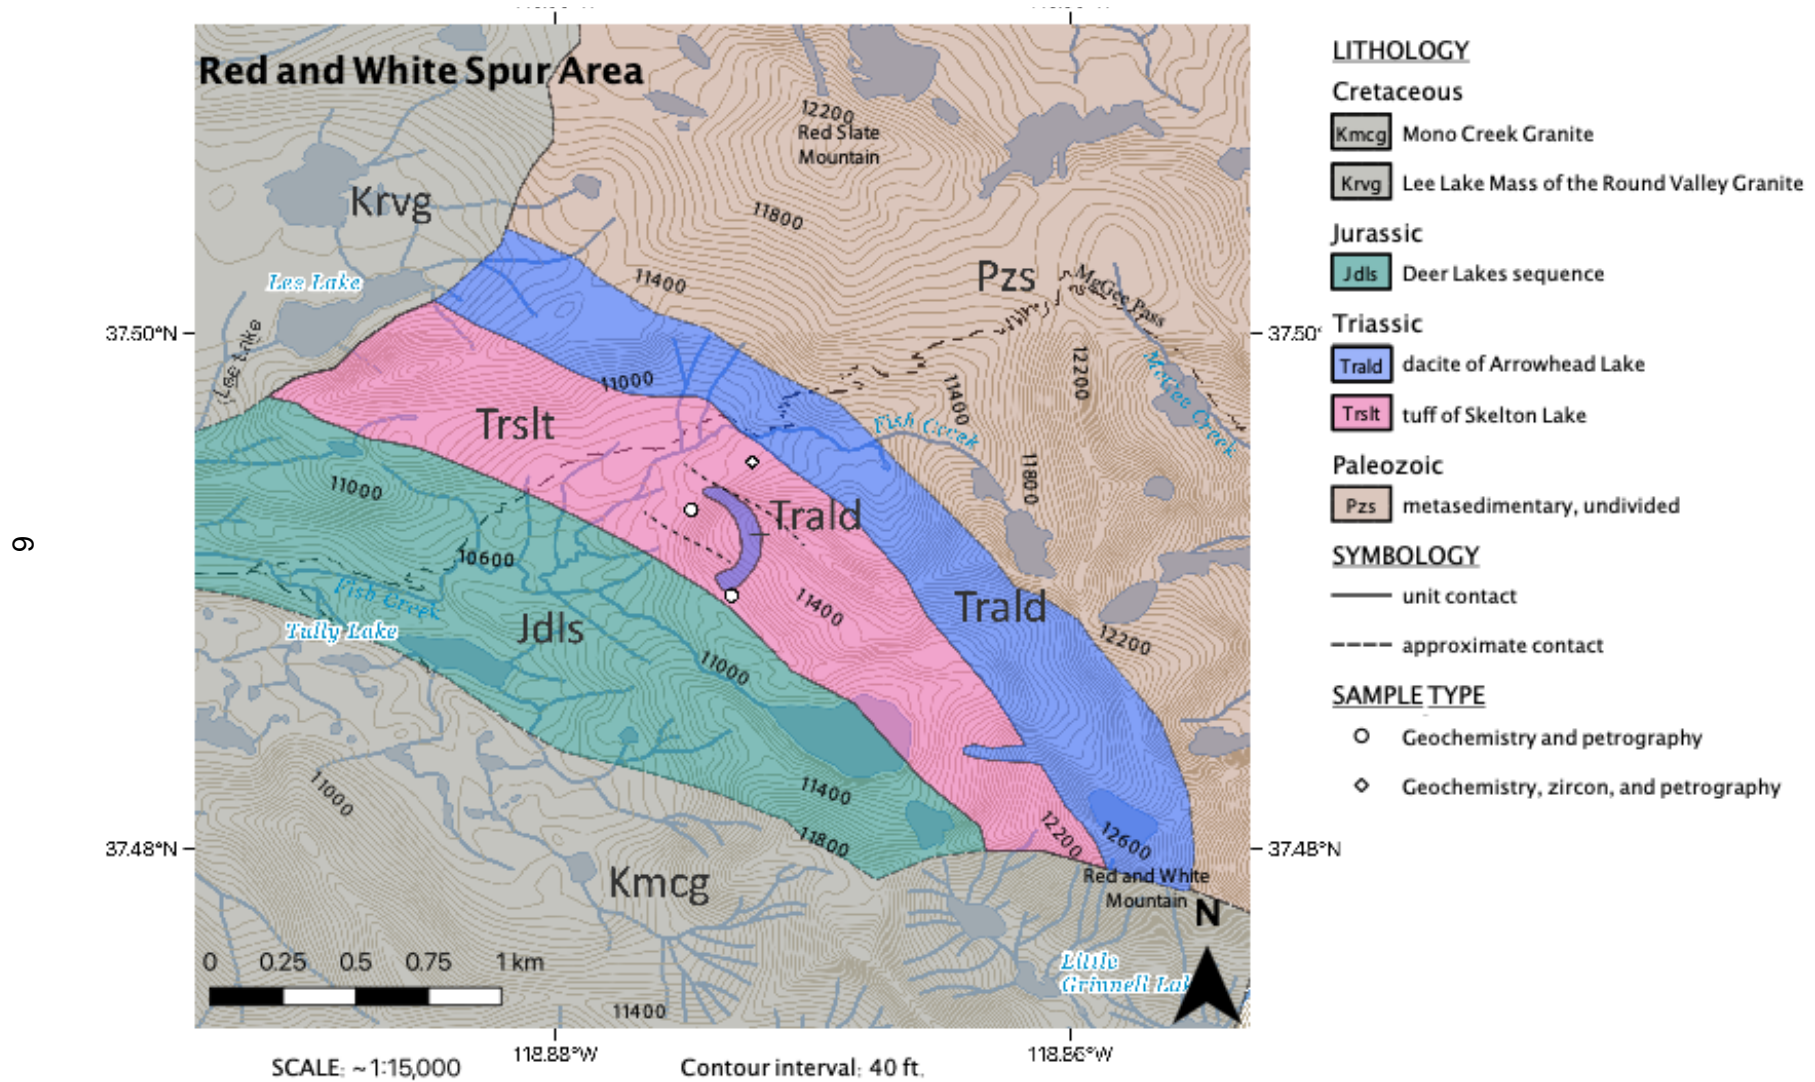 Red and White Spur Area
12200
Red Slate
Mountain
11800
Krvg
11400
Pzs
McGee Pass
Lee Lake
37.50°N
Lee Lake
11000
12200
11400
McGee Creek
Trslt
Fish Creek
11000
11800
Trald
10600
Fish Creek
11400
Trald
Tully Lake
Jdls
12200
11000
11400
11000
12200
12600
11800
37.48°N
37.48°N
Kmcg
Red and White
Mountain
N
0 0.25 0.5 0.75 1 km
Little
11400
118.88°W
118.86°W
SCALE: ~1:15,000
Contour interval: 40 ft.
9
LITHOLOGY
Cretaceous
Kmcg Mono Creek Granite
Krvg Lee Lake Mass of the Round Valley Granite
Jurassic
Jdls Deer Lakes sequence
Triassic
Trald dacite of Arrowhead Lake
Trslt tuff of Skelton Lake
Paleozoic
Pzs metasedimentary, undivided
SYMBOLOGY
unit contact
approximate contact
SAMPLE TYPE
Geochemistry and petrography
Geochemistry, zircon, and petrography